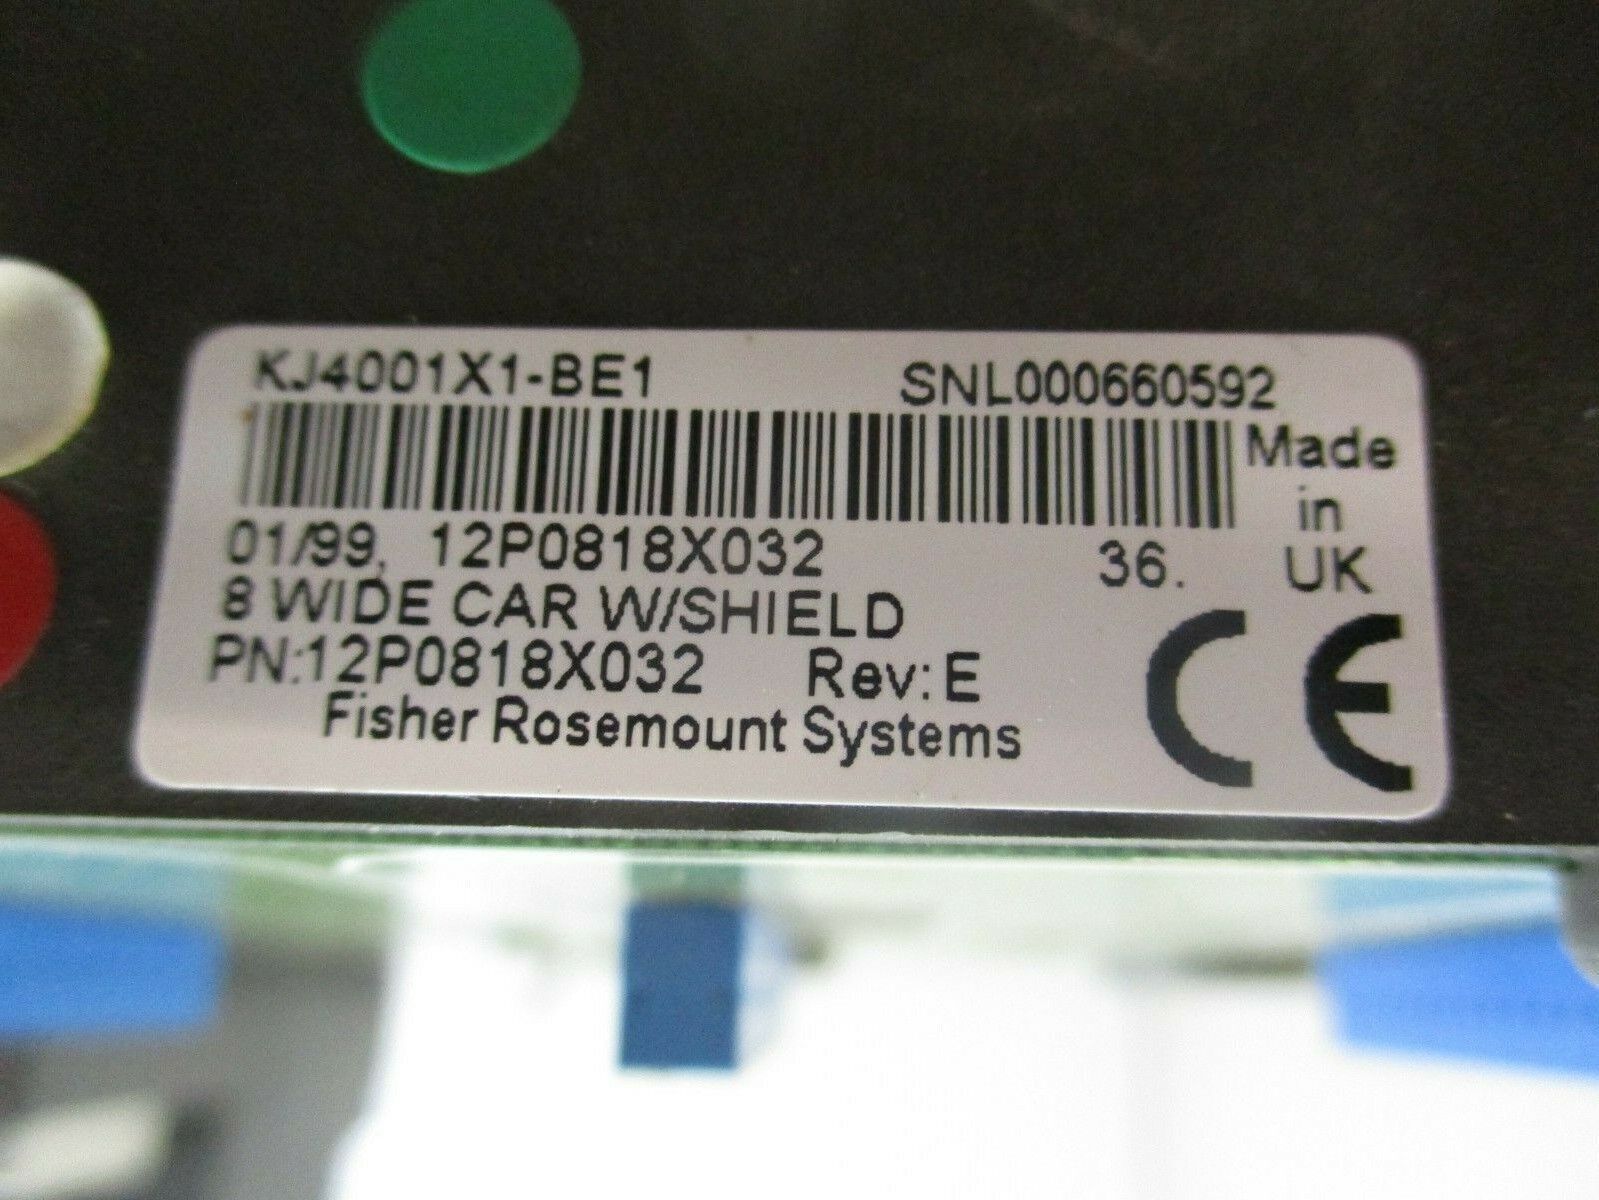 KJ4001X1-BE1 SNL000660592
Made
in
UK
01/99, 12P0818X032 36.
8 WIDE CAR W/SHIELD
PN:12P0818X032 Rev:E
Fisher Rosemount Systems
CE